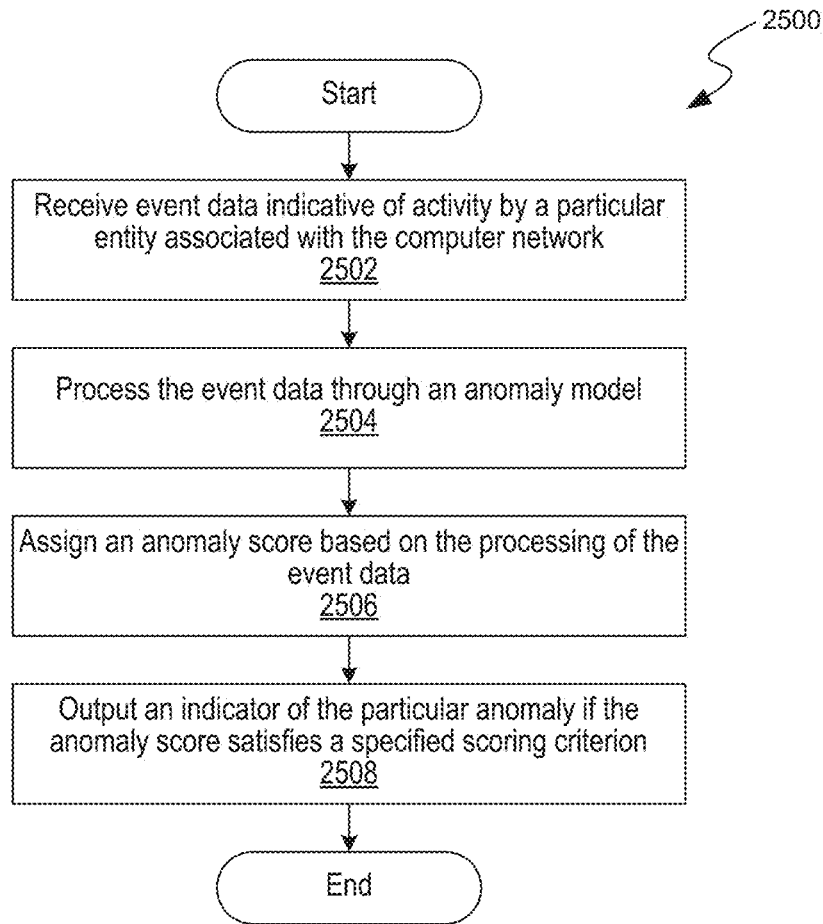 2500
Start
Receive event data indicative of activity by a particular
entity associated with the computer network
2502
Process the event data through an anomaly model
2504
Assign an anomaly score based on the processing of the
event data
2506
Output an indicator of the particular anomaly if the
anomaly score satisfies a specified scoring criterion
2508
End